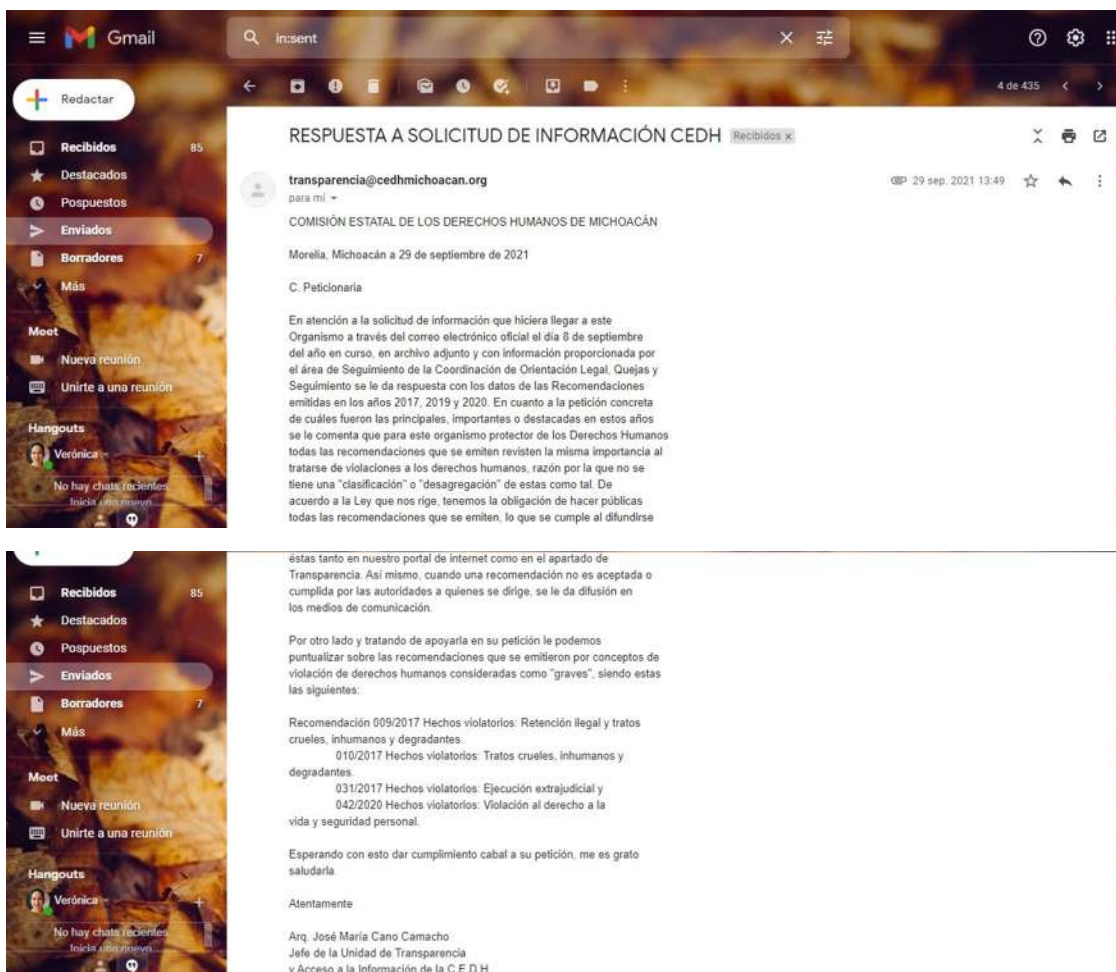 Gmail
in:sent
Redactar
4 de 435
RESPUESTA A SOLICITUD DE INFORMACIÓN CEDH Recibidos x
Recibidos 85
Destacados
Pospuestos
Enviados
Borradores 7
Más
Meet
Nueva reunión
Unirte a una reunión
Hangouts
Verónica
No hay chats recientes
Inicia uno nuevo
transparencia@cedhmichoacan.org
29 sep. 2021 13:49
para mí
COMISIÓN ESTATAL DE LOS DERECHOS HUMANOS DE MICHOACÁN
Morelia, Michoacán a 29 de septiembre de 2021
C. Peticionaria
En atención a la solicitud de información que hiciera llegar a este
Organismo a través del correo electrónico oficial el día 8 de septiembre
del año en curso, en archivo adjunto y con información proporcionada por
el área de Seguimiento de la Coordinación de Orientación Legal, Quejas y
Seguimiento se le da respuesta con los datos de las Recomendaciones
emitidas en los años 2017, 2019 y 2020. En cuanto a la petición concreta
de cuáles fueron las principales, importantes o destacadas en estos años
se le comenta que para este organismo protector de los Derechos Humanos
todas las recomendaciones que se emiten revisten la misma importancia al
tratarse de violaciones a los derechos humanos, razón por la que no se
tiene una "clasificación" o "desagregación" de estas como tal. De
acuerdo a la Ley que nos rige, tenemos la obligación de hacer públicas
todas las recomendaciones que se emiten, lo que se cumple al difundirse
Recibidos 85
Destacados
Pospuestos
Enviados
Borradores 7
Más
Meet
Nueva reunión
Unirte a una reunión
Hangouts
Verónica
No hay chats recientes
Inicia uno nuevo
éstas tanto en nuestro portal de internet como en el apartado de
Transparencia. Así mismo, cuando una recomendación no es aceptada o
cumplida por las autoridades a quienes se dirige, se le da difusión en
los medios de comunicación.
Por otro lado y tratando de apoyarla en su petición le podemos
puntualizar sobre las recomendaciones que se emitieron por conceptos de
violación de derechos humanos consideradas como "graves", siendo estas
las siguientes:
Recomendación 009/2017 Hechos violatorios: Retención ilegal y tratos
crueles, inhumanos y degradantes.
010/2017 Hechos violatorios: Tratos crueles, inhumanos y
degradantes.
031/2017 Hechos violatorios: Ejecución extrajudicial y
042/2020 Hechos violatorios: Violación al derecho a la
vida y seguridad personal.
Esperando con esto dar cumplimiento cabal a su petición, me es grato
saludarla.
Atentamente
Arq. José María Cano Camacho
Jefe de la Unidad de Transparencia
y Acceso a la Información de la C.E.D.H.